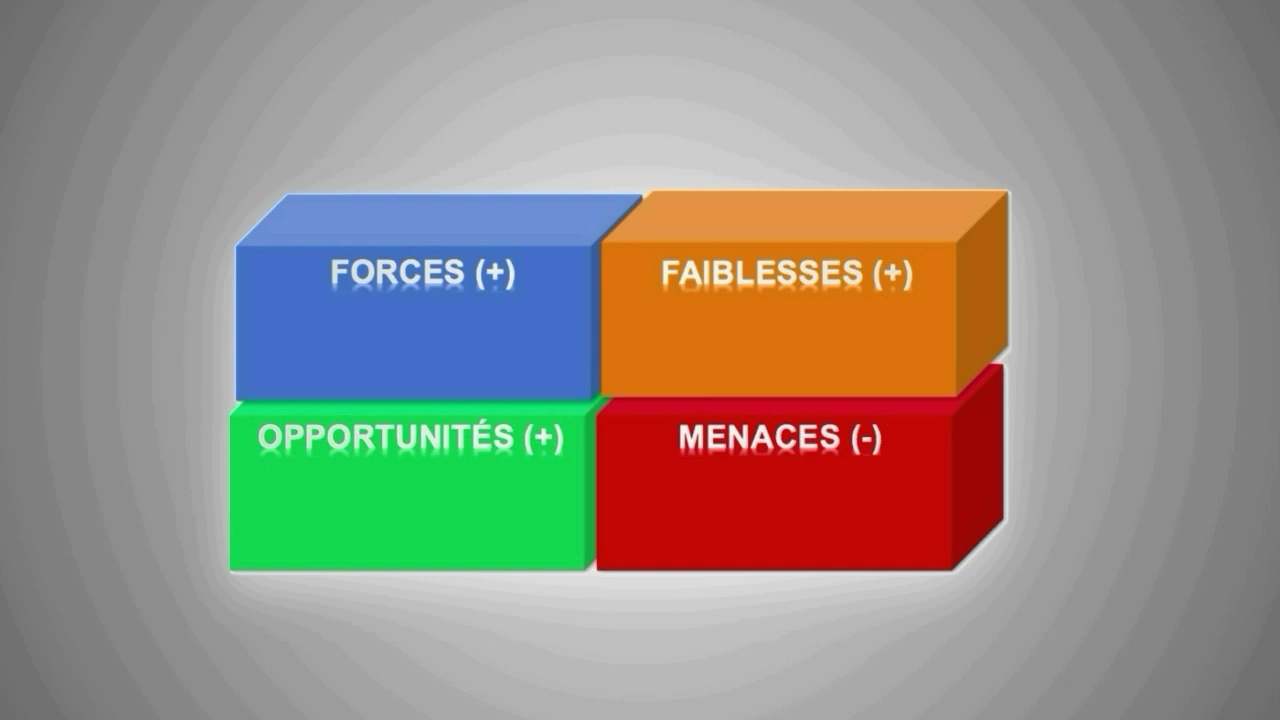 FORCES (+)
FAIBLESSES (+)
OPPORTUNITÉS (+)
MENACES (-)